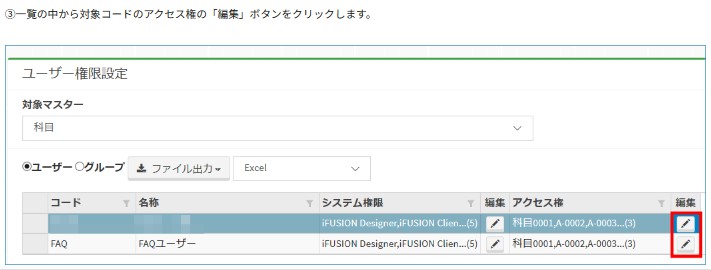 ③一覧の中から対象コードのアクセス権の「編集」ボタンをクリックします。
ユーザー権限設定
対象マスター
科目
ユーザー グループ ファイル出力 Excel
コード 名称 システム権限 編集 アクセス権 編集
iFUSION Designer,iFUSION Clien...(5) 科目0001,A-0002,A-0003...(3)
FAQ FAQユーザー iFUSION Designer,iFUSION Clien...(5) 科目0001,A-0002,A-0003...(3)